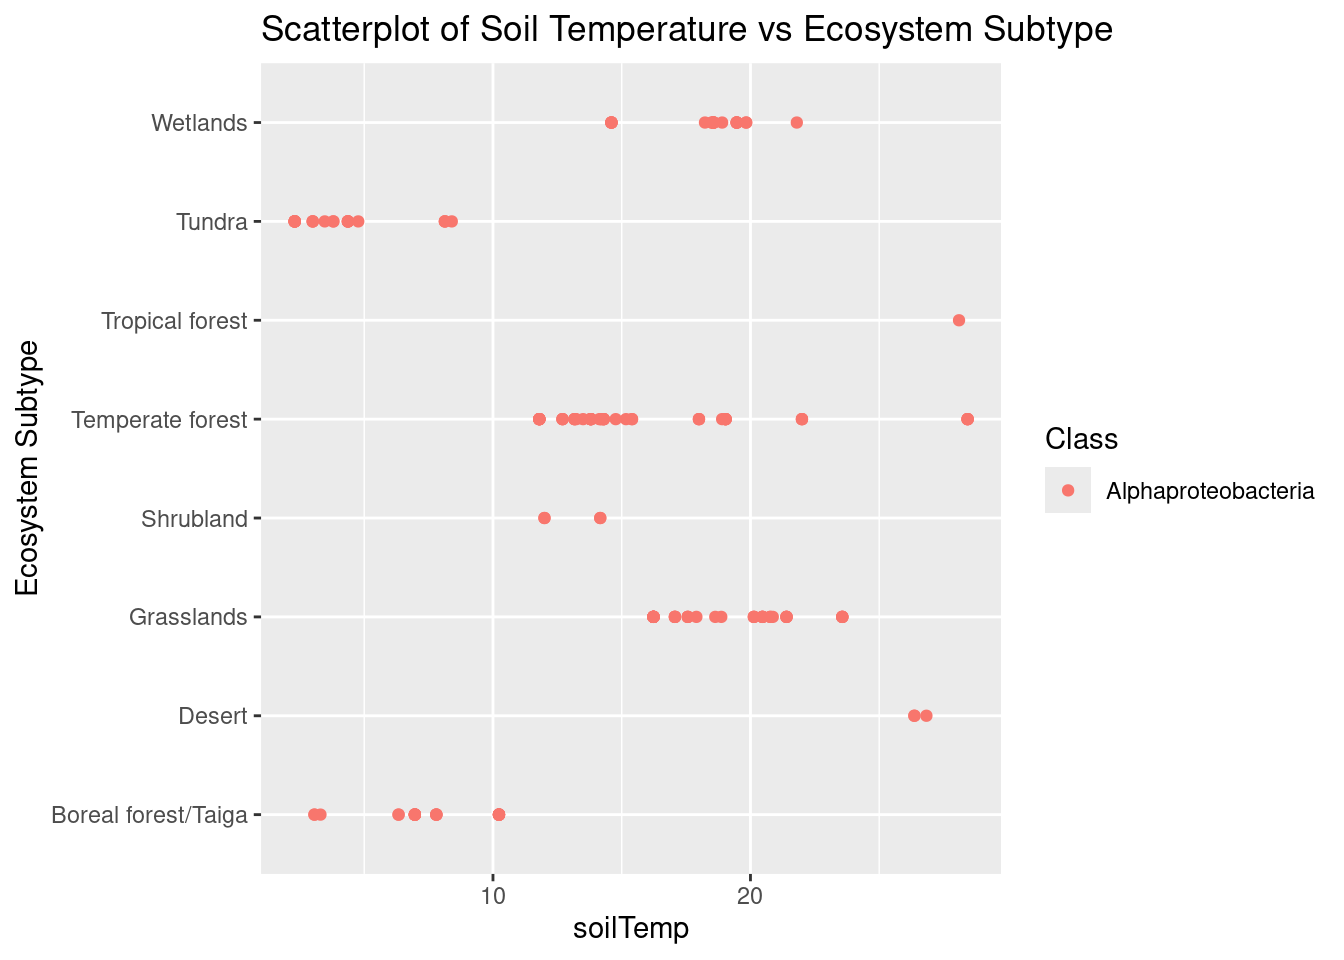 Scatterplot of Soil Temperature vs Ecosystem Subtype
Ecosystem Subtype
Wetlands
Tundra
Tropical forest
Temperate forest
Shrubland
Grasslands
Desert
Boreal forest/Taiga
10
20
soilTemp
Class
Alphaproteobacteria